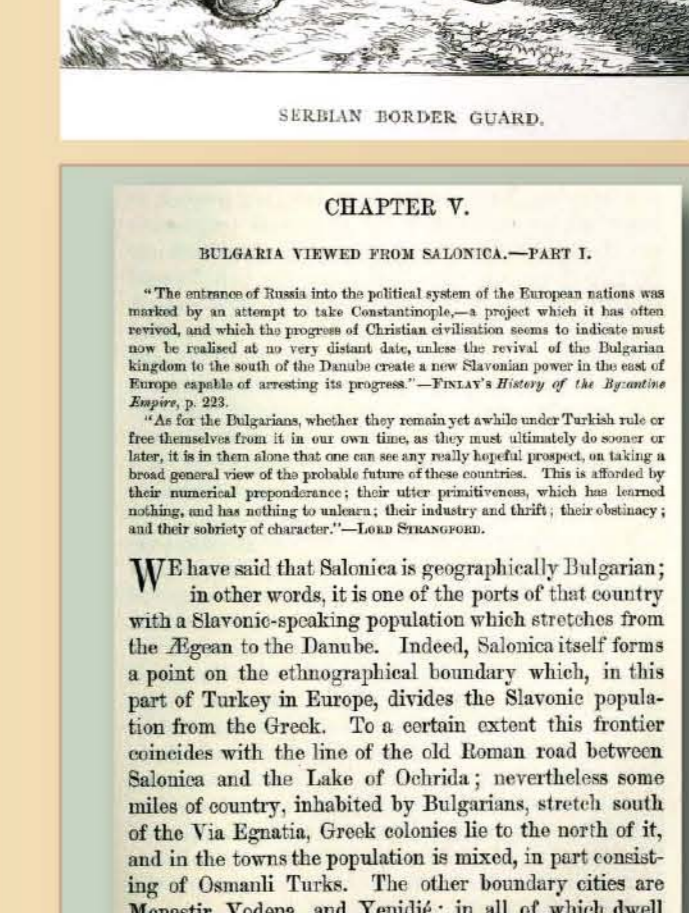 SERBIAN BORDER GUARD.
CHAPTER V.
BULGARIA VIEWED FROM SALONICA.—PART I.
“The entrance of Russia into the political system of the European nations was
marked by an attempt to take Constantinople,—a project which it has often
revived, and which the progress of Christian civilisation seems to indicate must
now be realised at no very distant date, unless the revival of the Bulgarian
kingdom to the south of the Danube create a new Slavonian power in the east of
Europe capable of arresting its progress.”—FINLAY'S History of the Byzantine
Empire, p. 223.
“As for the Bulgarians, whether they remain yet awhile under Turkish rule or
free themselves from it in our own time, as they must ultimately do sooner or
later, it is in them alone that one can see any really hopeful prospect, on taking a
broad general view of the probable future of these countries. This is afforded by
their numerical preponderance; their utter primitiveness, which has learned
nothing, and has nothing to unlearn; their industry and thrift; their obstinacy;
and their sobriety of character.”—LORD STRANGFORD.
WE have said that Salonica is geographically Bulgarian;
in other words, it is one of the ports of that country
with a Slavonic-speaking population which stretches from
the Ægean to the Danube. Indeed, Salonica itself forms
a point on the ethnographical boundary which, in this
part of Turkey in Europe, divides the Slavonic popula-
tion from the Greek. To a certain extent this frontier
coincides with the line of the old Roman road between
Salonica and the Lake of Ochrida; nevertheless some
miles of country, inhabited by Bulgarians, stretch south
of the Via Egnatia, Greek colonies lie to the north of it,
and in the towns the population is mixed, in part consist-
ing of Osmanli Turks. The other boundary cities are
Monastir, Vodena, and Yenidié; in all of which dwell